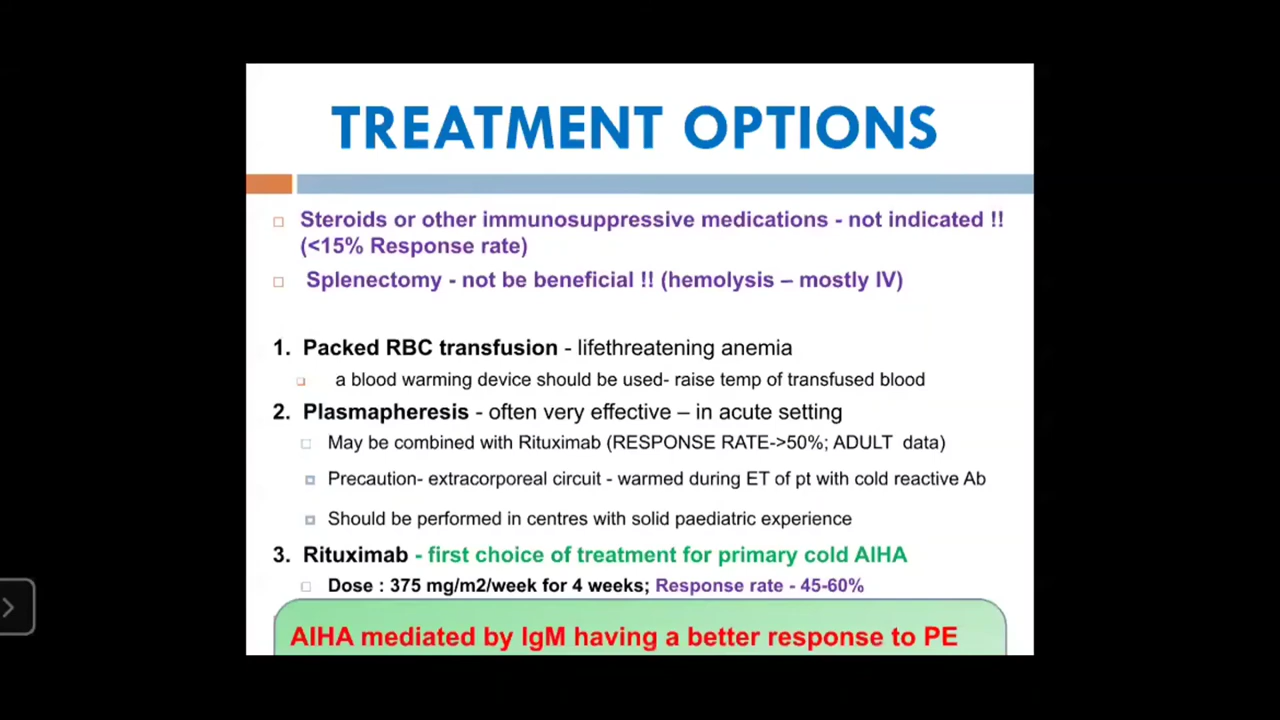 TREATMENT OPTIONS
Steroids or other immunosuppressive medications - not indicated !!
(<15% Response rate)
Splenectomy - not be beneficial !! (hemolysis – mostly IV)
1. Packed RBC transfusion - lifethreatening anemia
a blood warming device should be used- raise temp of transfused blood
2. Plasmapheresis - often very effective – in acute setting
May be combined with Rituximab (RESPONSE RATE->50%; ADULT data)
Precaution- extracorporeal circuit - warmed during ET of pt with cold reactive Ab
Should be performed in centres with solid paediatric experience
3. Rituximab - first choice of treatment for primary cold AIHA
Dose : 375 mg/m2/week for 4 weeks; Response rate - 45-60%
AIHA mediated by IgM having a better response to PE